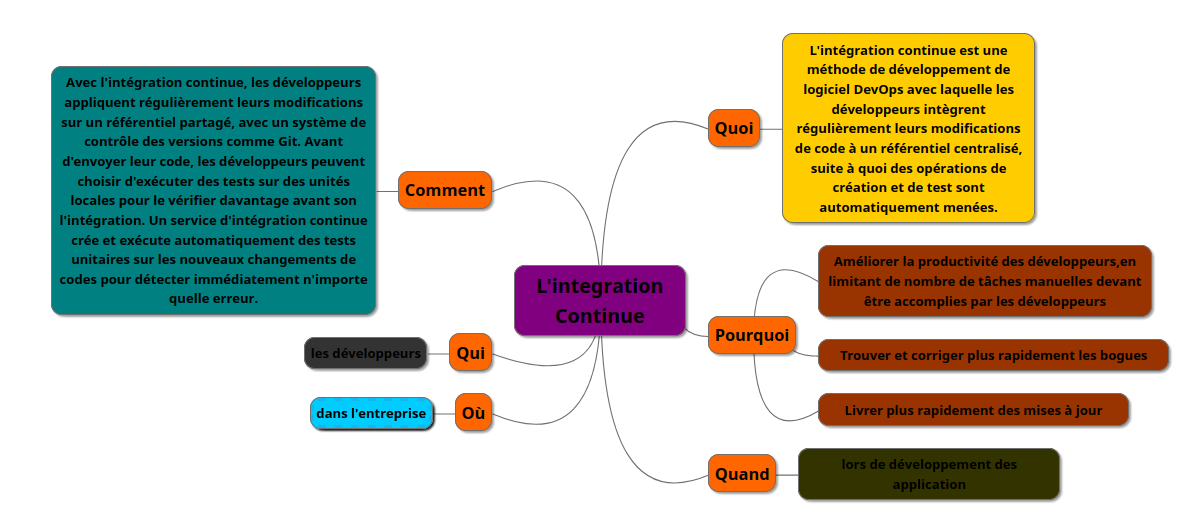 L'integration
Continue
Quoi
L'intégration continue est une
méthode de développement de
logiciel DevOps avec laquelle les
développeurs intègrent
régulièrement leurs modifications
de code à un référentiel centralisé,
suite à quoi des opérations de
création et de test sont
automatiquement menées.
Pourquoi
Améliorer la productivité des développeurs,en
limitant de nombre de tâches manuelles devant
être accomplies par les développeurs
Trouver et corriger plus rapidement les bogues
Livrer plus rapidement des mises à jour
Quand
lors de développement des
application
Comment
Avec l'intégration continue, les développeurs
appliquent régulièrement leurs modifications
sur un référentiel partagé, avec un système de
contrôle des versions comme Git. Avant
d'envoyer leur code, les développeurs peuvent
choisir d'exécuter des tests sur des unités
locales pour le vérifier davantage avant son
l'intégration. Un service d'intégration continue
crée et exécute automatiquement des tests
unitaires sur les nouveaux changements de
codes pour détecter immédiatement n'importe
quelle erreur.
Qui
les développeurs
Où
dans l'entreprise